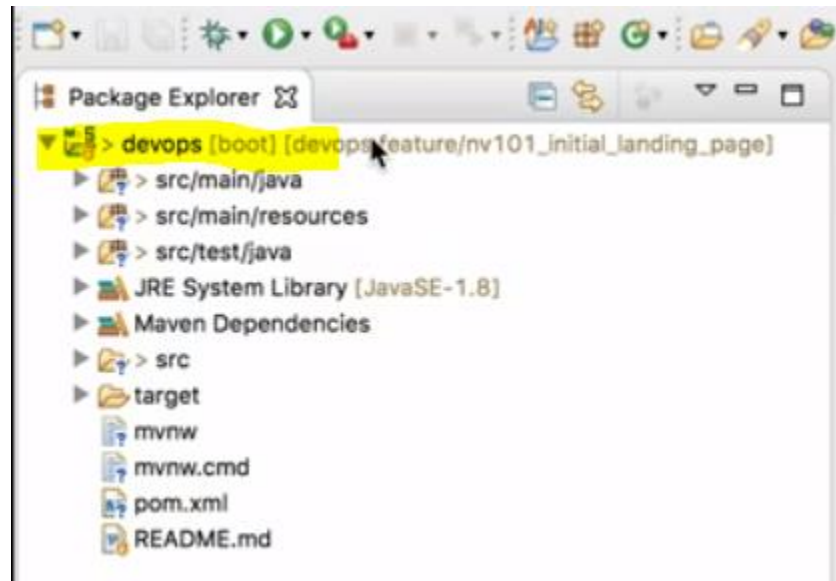 Package Explorer
> devops [boot] [devops feature/nv101_initial_landing_page]
> src/main/java
> src/main/resources
> src/test/java
JRE System Library [JavaSE-1.8]
Maven Dependencies
> src
target
mvnw
mvnw.cmd
pom.xml
README.md